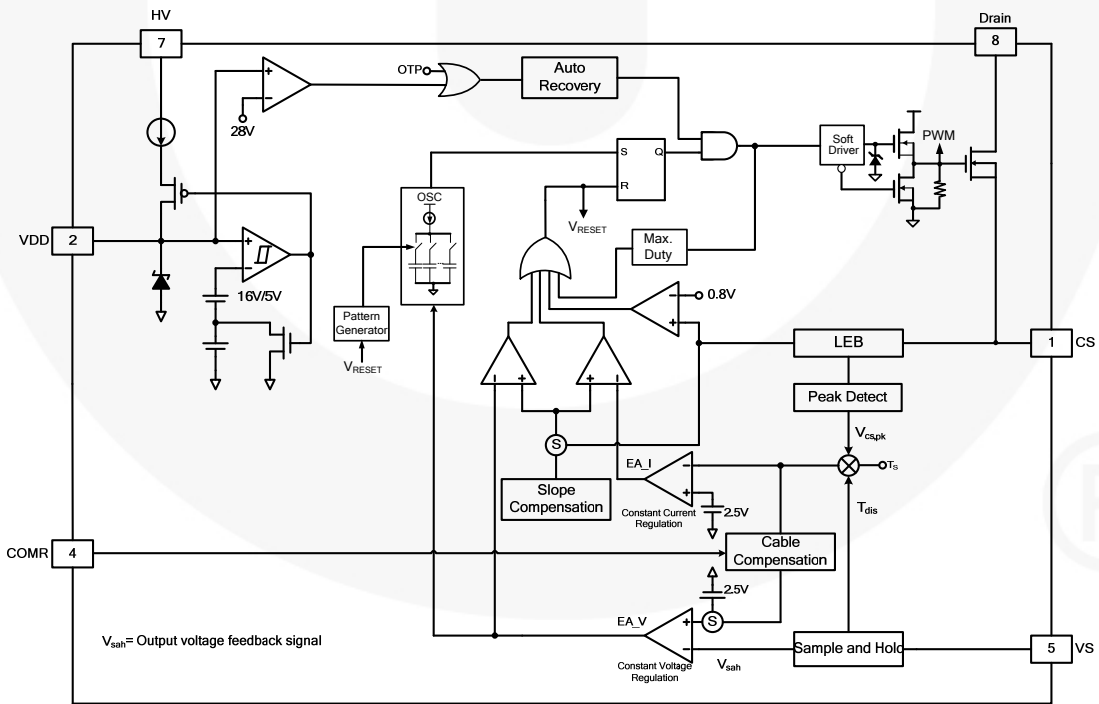 HV
7
Drain
8
OTP
Auto
Recovery
+
−
28V
S
Q
R
Soft
Driver
PWM
OSC
VRESET
Max.
Duty
VDD
2
+
−
16V/5V
Pattern
Generator
VRESET
−
0.8V
+
LEB
1
CS
Peak Detect
Vcs,pk
−
+
+
−
S
TS
Tdis
EA_I
−
+
Slope
Compensation
Constant Current
Regulation
2.5V
COMR
4
Cable
Compensation
2.5V
EA_V
+
S
−
Vsah= Output voltage feedback signal
Constant Voltage
Regulation
Vsah
Sample and Hold
5
VS